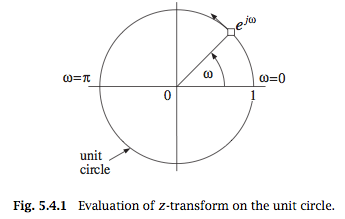 e^{jω}
ω=π
ω
ω=0
0
1
unit
circle
Fig. 5.4.1 Evaluation of z-transform on the unit circle.